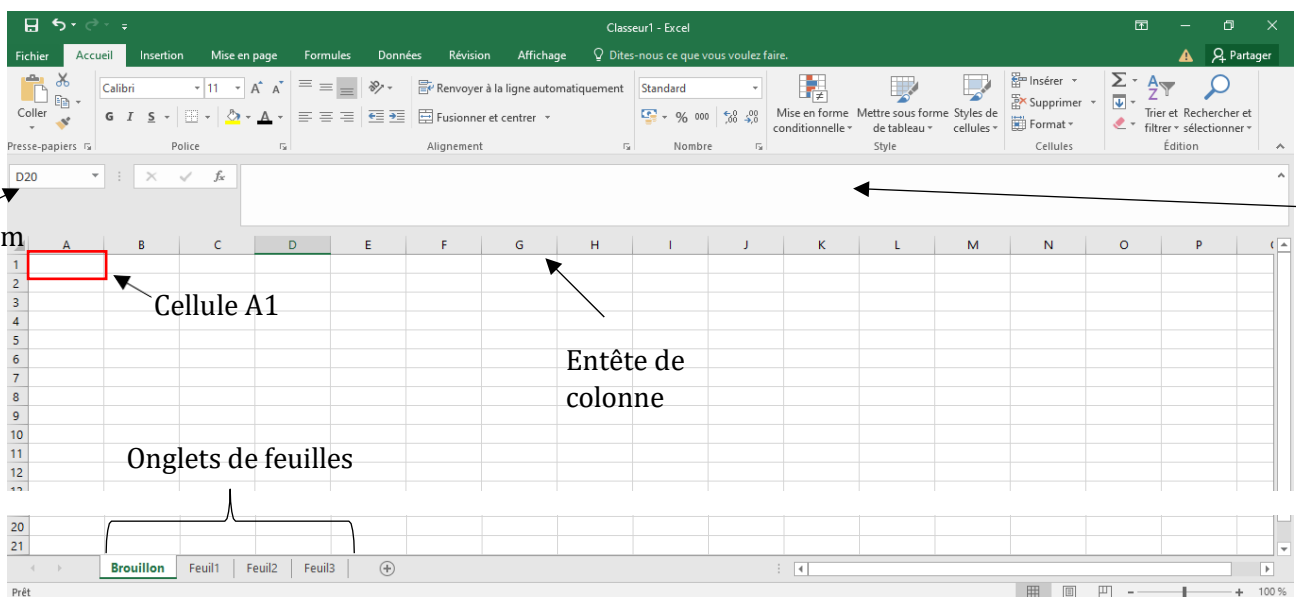 Classeur1 - Excel
Fichier Accueil Insertion Mise en page Formules Données Révision Affichage Dites-nous ce que vous voulez faire. Partager
Calibri 11 Renvoyer à la ligne automatiquement Standard Insérer
Coller G I S Fusionner et centrer % 000 Mise en forme conditionnelle Mettre sous forme de tableau Styles de cellules Supprimer Format Trier et filtrer Rechercher et sélectionner
Presse-papiers Police Alignement Nombre Style Cellules Édition
D20 fx
m
A B C D E F G H I J K L M N O P
1
2
Cellule A1
3
4
5
6
Entête de
7
colonne
8
9
10
11
Onglets de feuilles
12
20
21
Brouillon Feuil1 Feuil2 Feuil3
Prêt 100 %